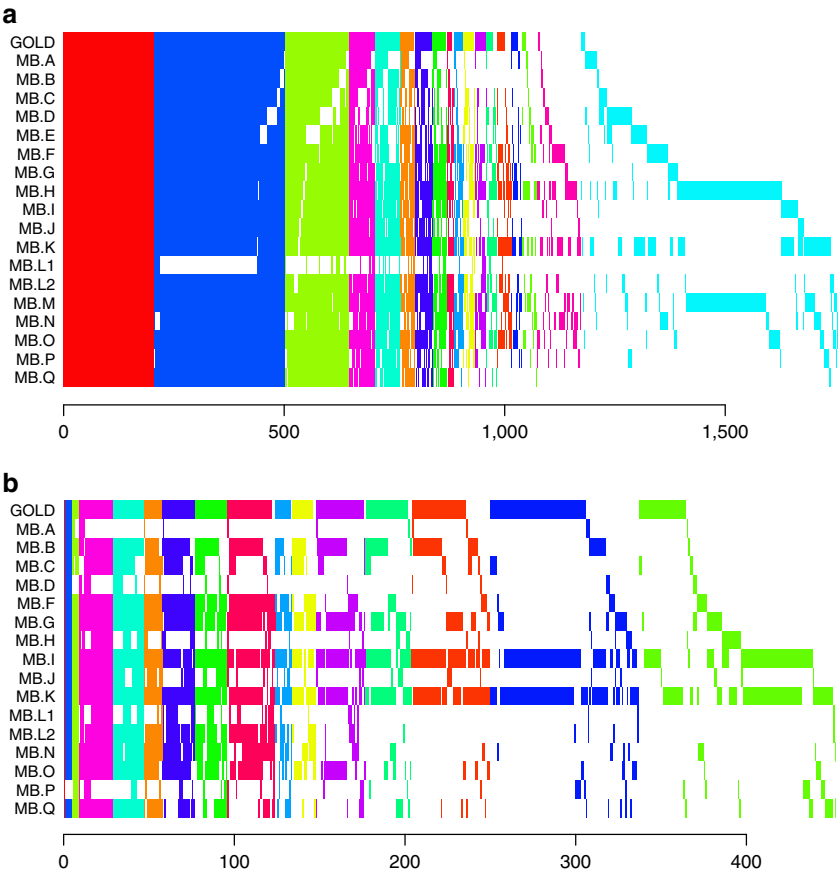 a
GOLD
MB.A
MB.B
MB.C
MB.D
MB.E
MB.F
MB.G
MB.H
MB.I
MB.J
MB.K
MB.L1
MB.L2
MB.M
MB.N
MB.O
MB.P
MB.Q
0 500 1,000 1,500
b
GOLD
MB.A
MB.B
MB.C
MB.D
MB.F
MB.G
MB.H
MB.I
MB.J
MB.K
MB.L1
MB.L2
MB.N
MB.O
MB.P
MB.Q
0 100 200 300 400